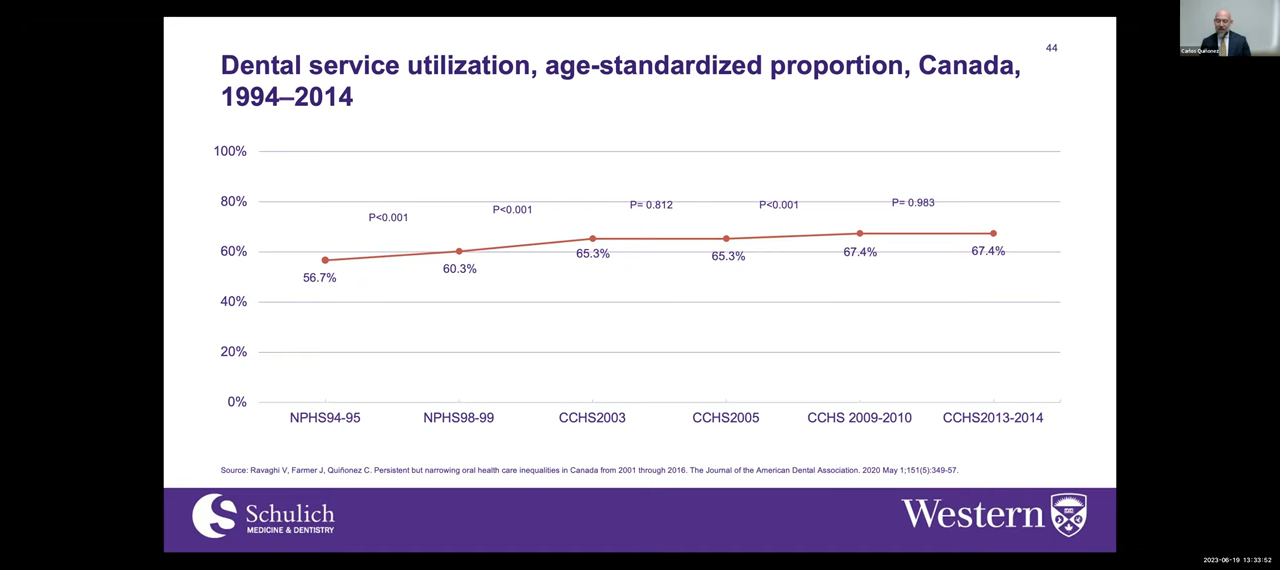 44
Carlos Quiñonez
Dental service utilization, age-standardized proportion, Canada,
1994–2014
100%
80%
60%
40%
20%
0%
P<0.001
P<0.001
P= 0.812
P<0.001
P= 0.983
56.7%
60.3%
65.3%
65.3%
67.4%
67.4%
NPHS94-95
NPHS98-99
CCHS2003
CCHS2005
CCHS 2009-2010
CCHS2013-2014
Source: Ravaghi V, Farmer J, Quiñonez C. Persistent but narrowing oral health care inequalities in Canada from 2001 through 2016. The Journal of the American Dental Association. 2020 May 1;151(5):349-57.
Schulich
MEDICINE & DENTISTRY
Western
2023-06-19 13:33:52